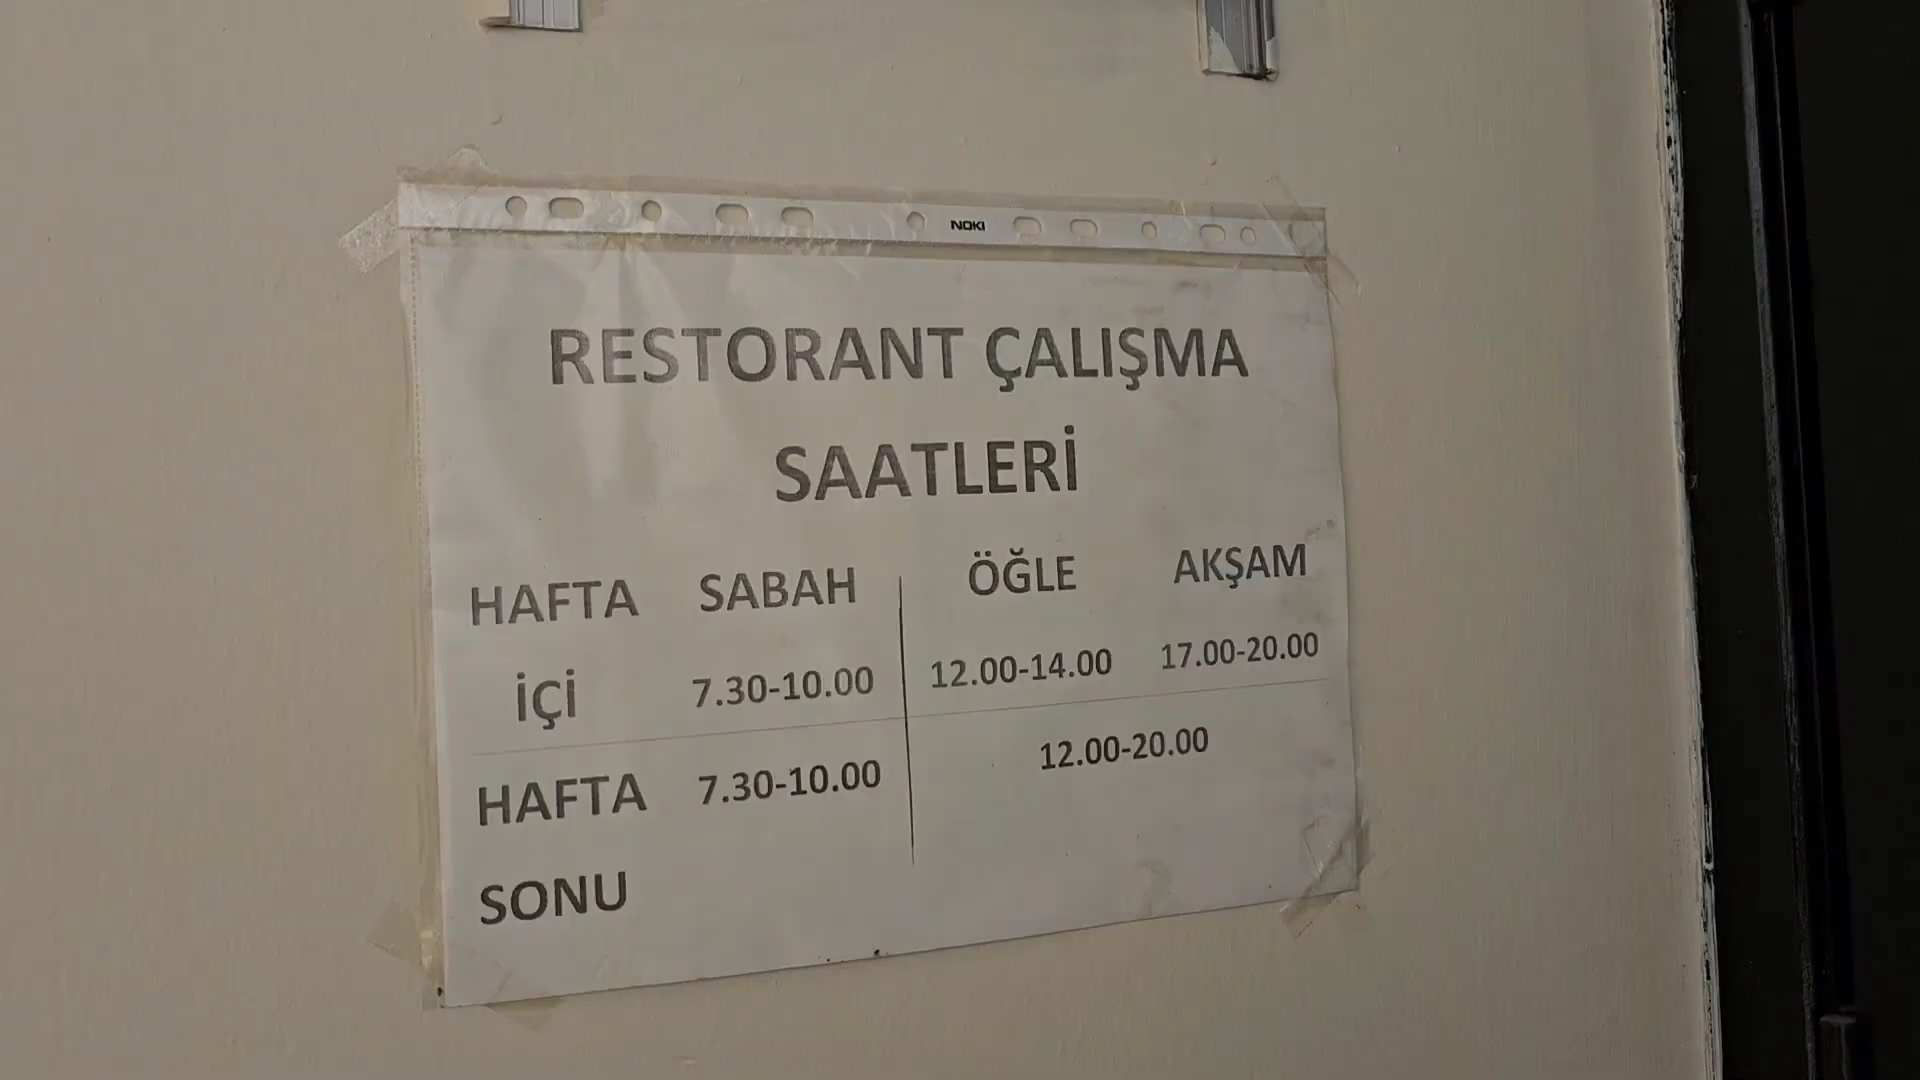 NOKI
RESTORANT ÇALIŞMA
SAATLERİ
HAFTA SABAH ÖĞLE AKŞAM
İÇİ 7.30-10.00 12.00-14.00 17.00-20.00
HAFTA 7.30-10.00 12.00-20.00
SONU